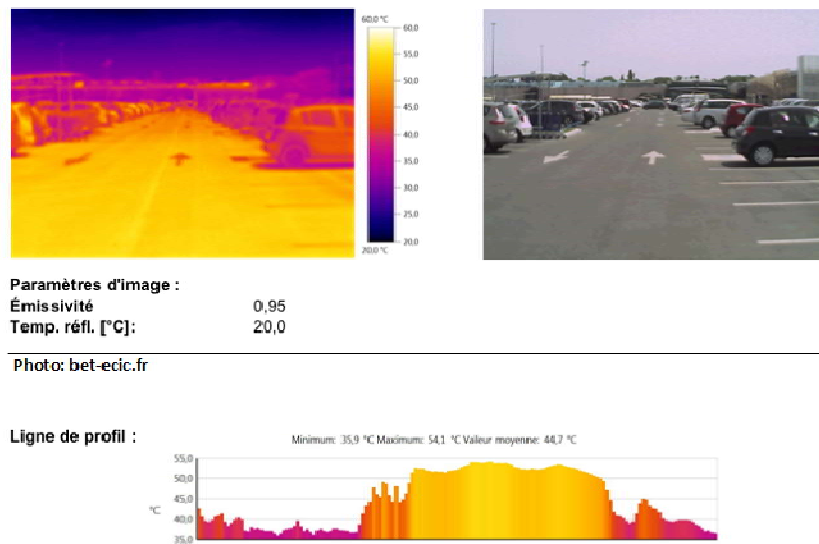 60,0 °C
60,0
55,0
50,0
45,0
40,0
35,0
30,0
25,0
20,0
20,0 °C
Paramètres d'image :
Émissivité 0,95
Temp. réfl. [°C]: 20,0
Photo: bet-ecic.fr
Ligne de profil :
Minimum: 35,9 °C Maximum: 54,1 °C Valeur moyenne: 44,7 °C
55,0
50,0
45,0
40,0
35,0
°C